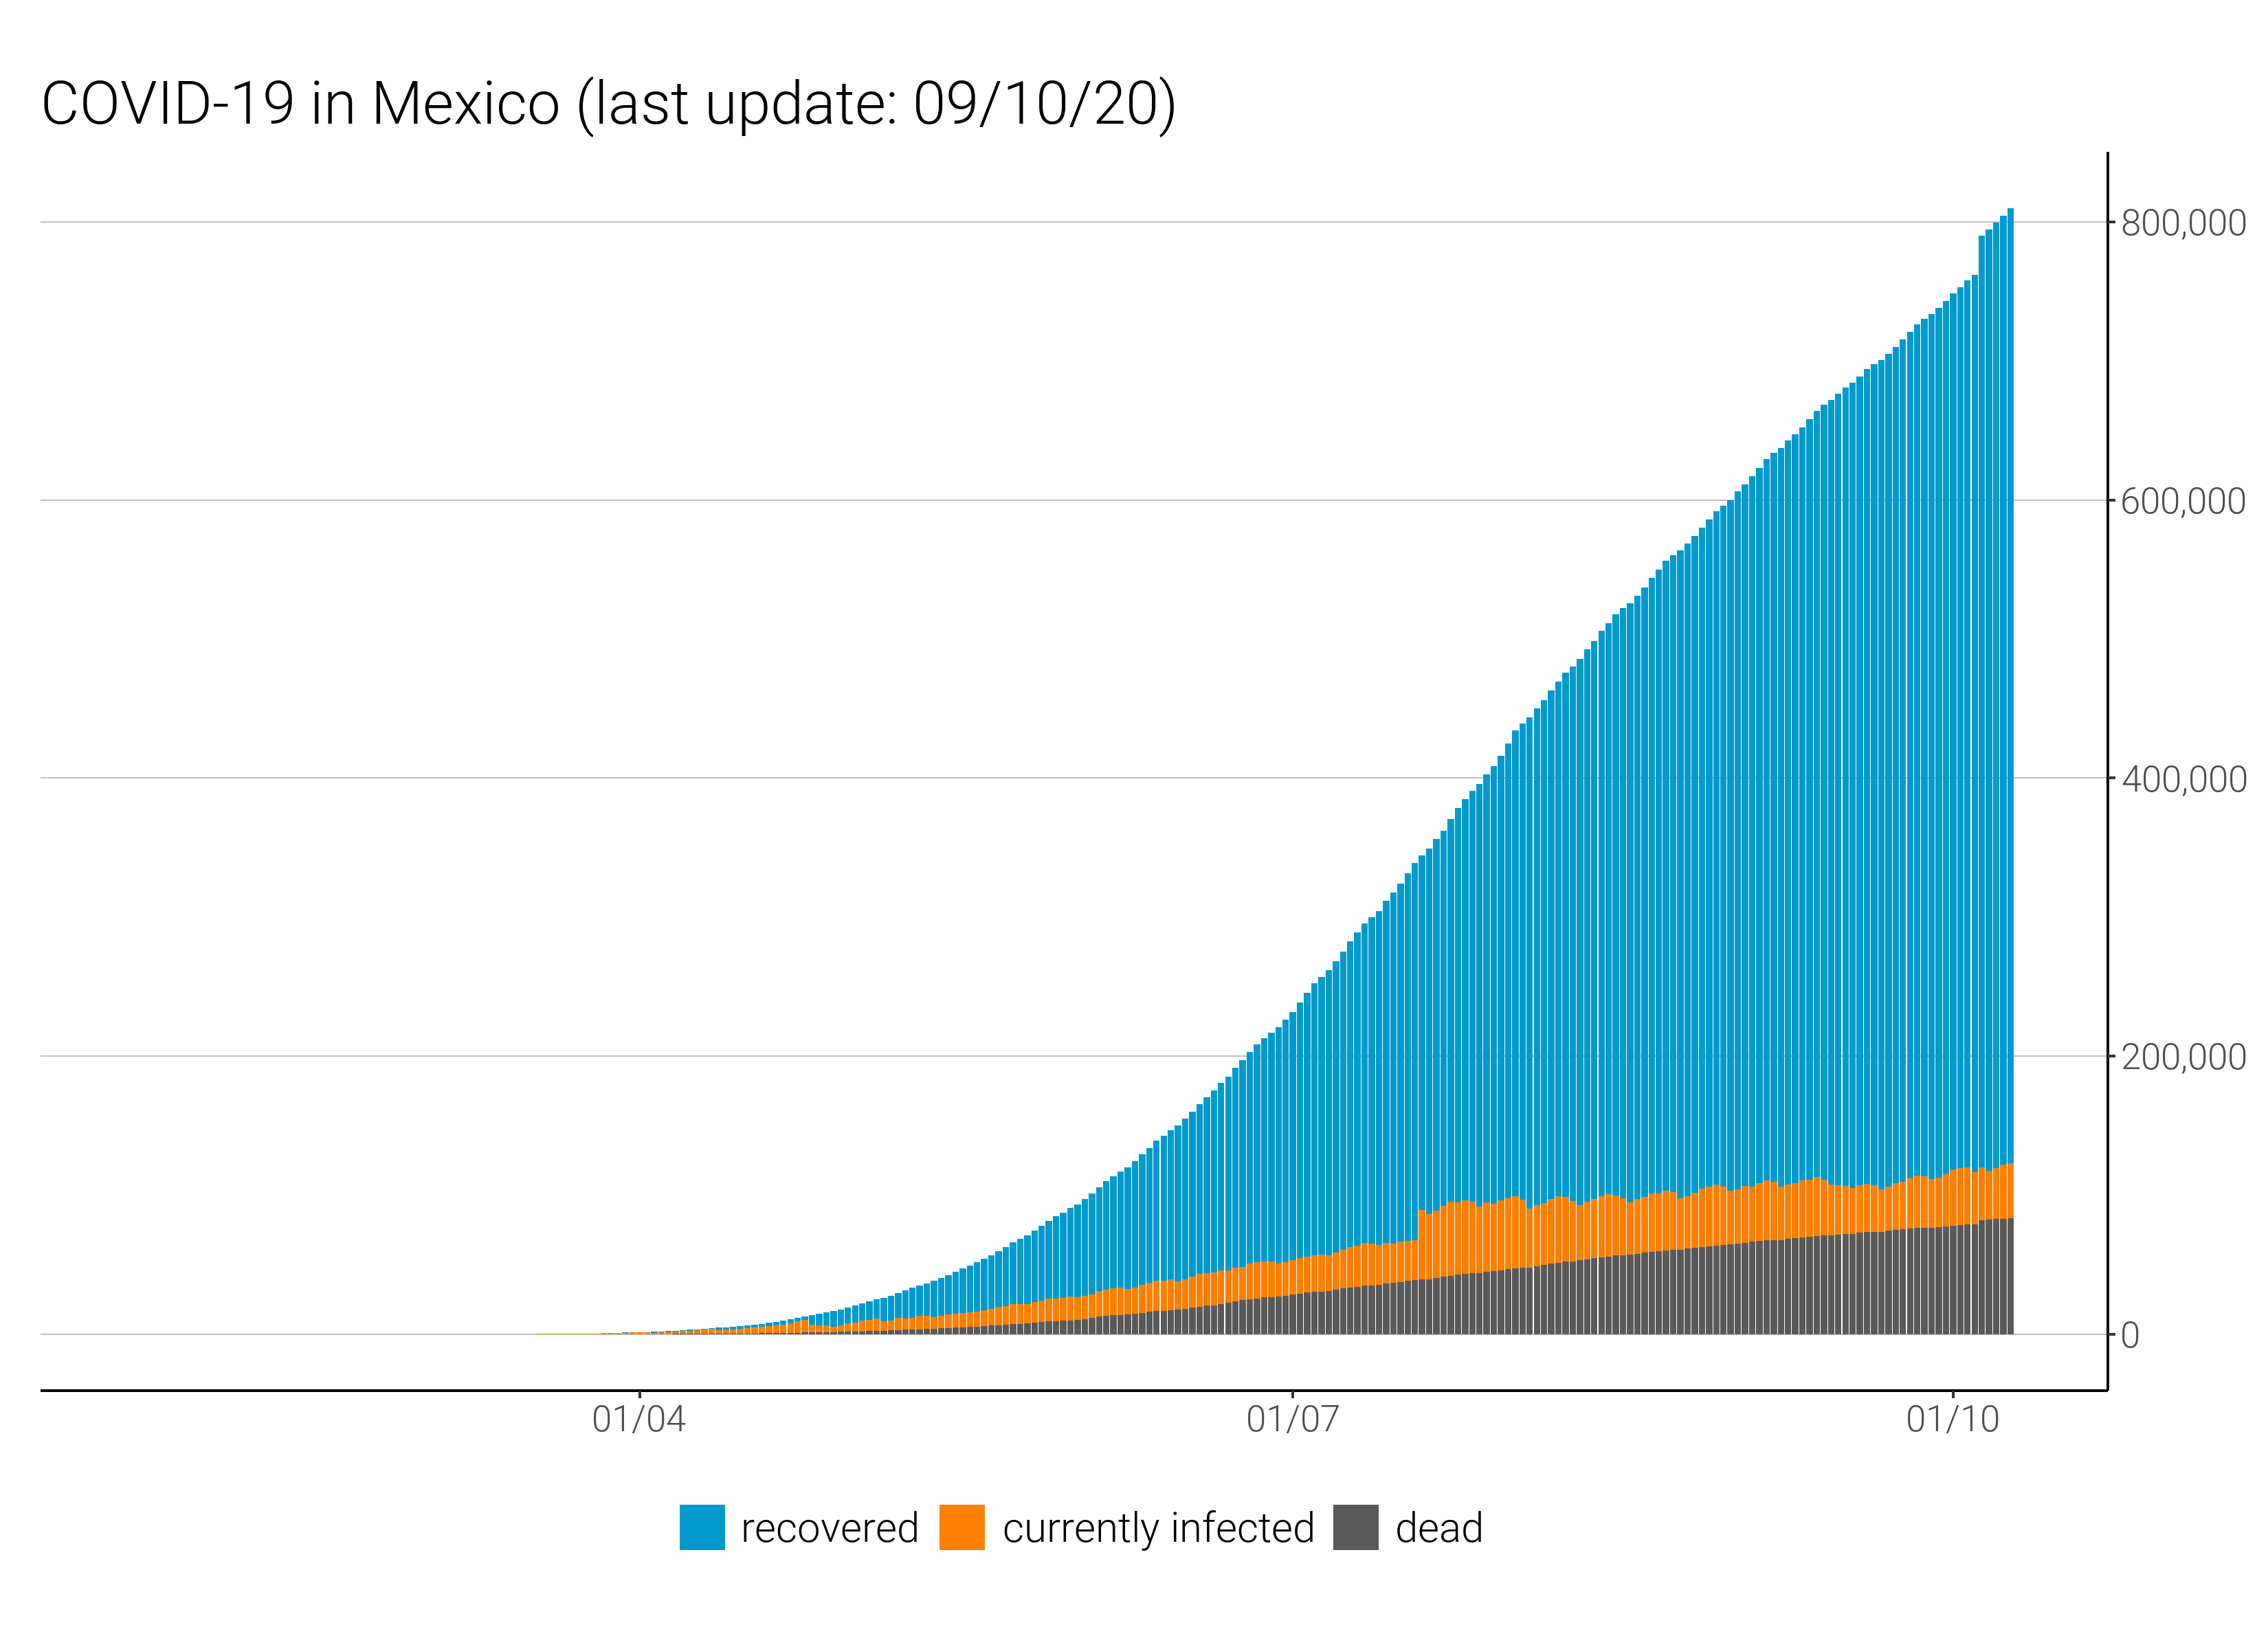 COVID-19 in Mexico (last update: 09/10/20)
800,000
600,000
400,000
200,000
0
01/04 01/07 01/10
recovered currently infected dead